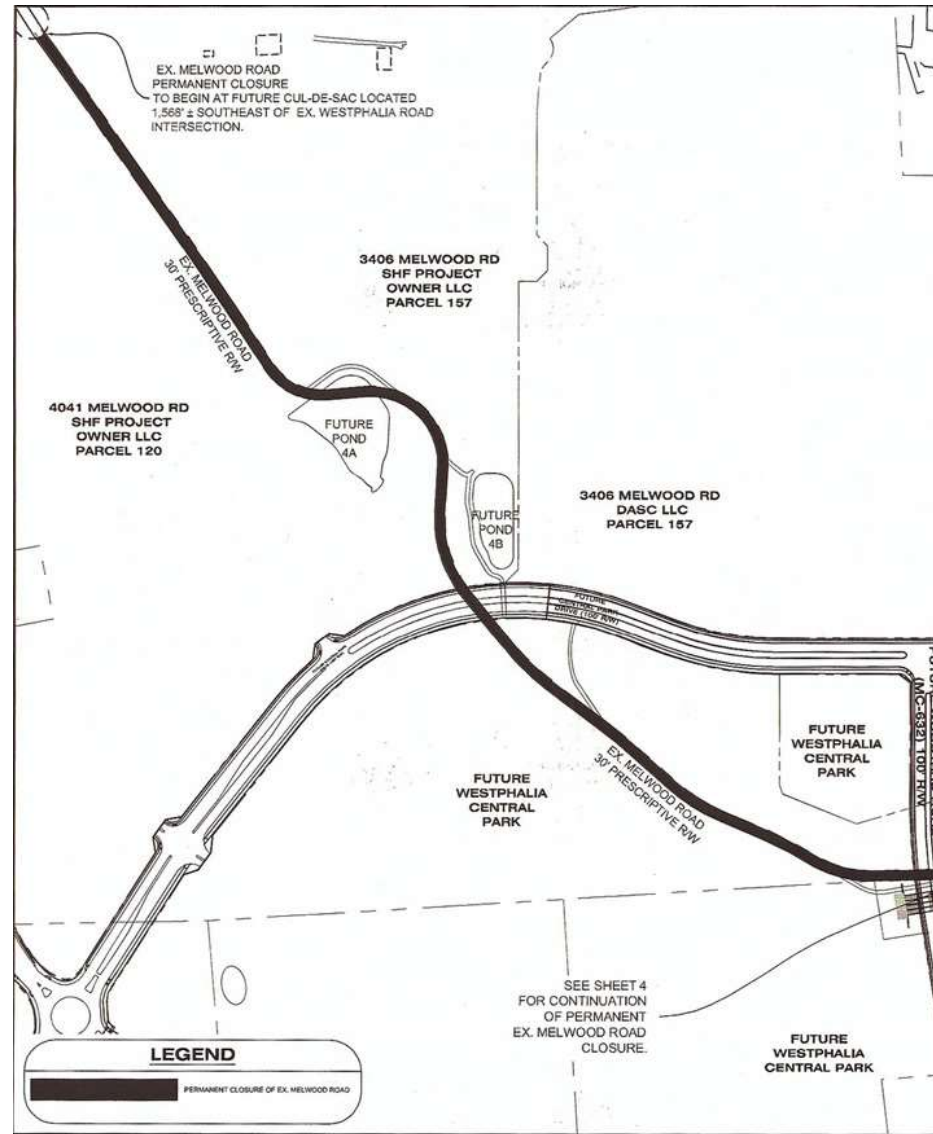 EX. MELWOOD ROAD
PERMANENT CLOSURE
TO BEGIN AT FUTURE CUL-DE-SAC LOCATED
1,568' ± SOUTHEAST OF EX. WESTPHALIA ROAD
INTERSECTION.
3406 MELWOOD RD
SHF PROJECT
OWNER LLC
PARCEL 157
EX. MELWOOD ROAD
30' PRESCRIPTIVE R/W
4041 MELWOOD RD
SHF PROJECT
OWNER LLC
PARCEL 120
FUTURE
POND
4A
FUTURE
POND
4B
3406 MELWOOD RD
DASC LLC
PARCEL 157
FUTURE
CENTRAL PARK
DRIVE (100' R/W)
(MC-632) 100' R/W
FUTURE
WESTPHALIA
CENTRAL
PARK
FUTURE
WESTPHALIA
CENTRAL
PARK
EX. MELWOOD ROAD
30' PRESCRIPTIVE R/W
SEE SHEET 4
FOR CONTINUATION
OF PERMANENT
EX. MELWOOD ROAD
CLOSURE.
FUTURE
WESTPHALIA
CENTRAL PARK
LEGEND
PERMANENT CLOSURE OF EX. MELWOOD ROAD